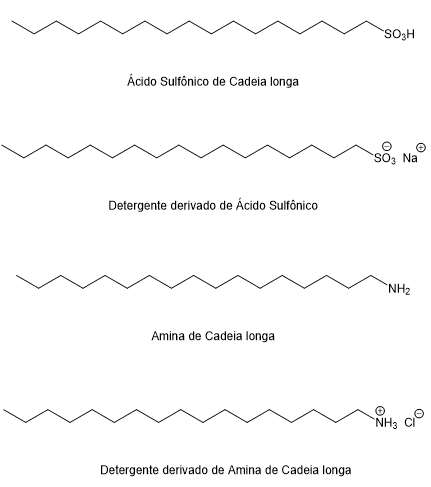 SO3H
Ácido Sulfônico de Cadeia longa
SO3⊖ Na⊕
Detergente derivado de Ácido Sulfônico
NH2
Amina de Cadeia longa
NH3⊕ Cl⊖
Detergente derivado de Amina de Cadeia longa